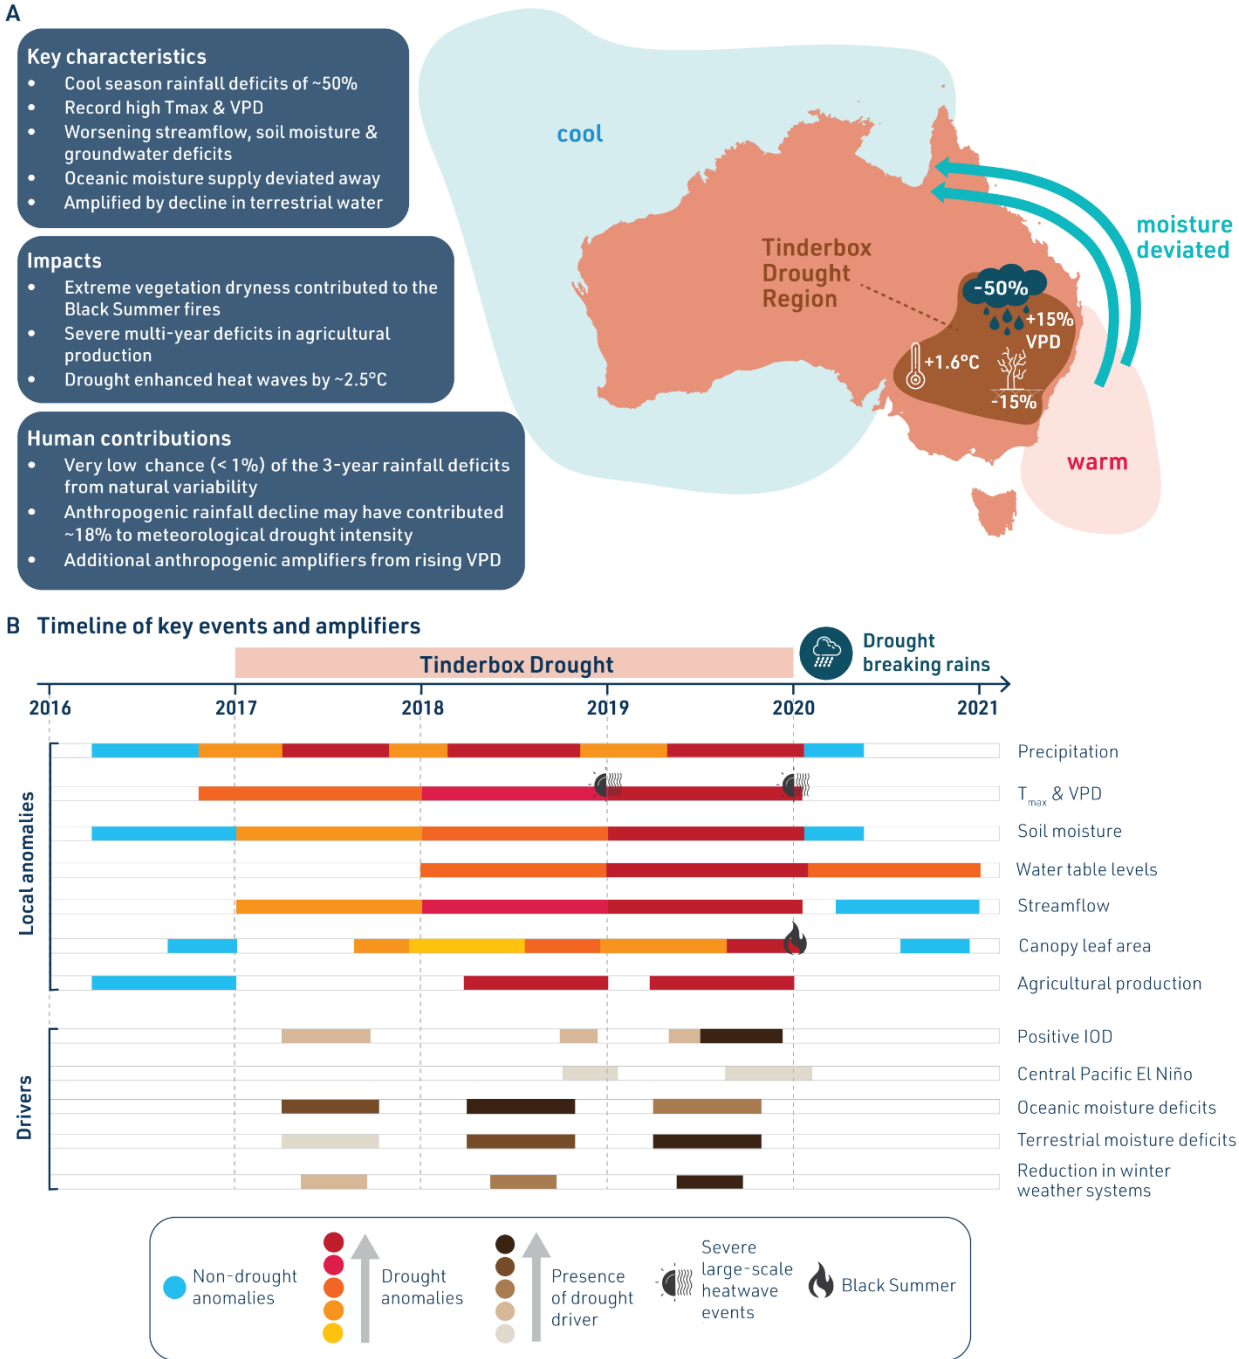 A
Key characteristics
• Cool season rainfall deficits of ~50%
• Record high Tmax & VPD
• Worsening streamflow, soil moisture &
groundwater deficits
• Oceanic moisture supply deviated away
• Amplified by decline in terrestrial water
Impacts
• Extreme vegetation dryness contributed to the
Black Summer fires
• Severe multi-year deficits in agricultural
production
• Drought enhanced heat waves by ~2.5°C
Human contributions
• Very low chance (< 1%) of the 3-year rainfall deficits
from natural variability
• Anthropogenic rainfall decline may have contributed
~18% to meteorological drought intensity
• Additional anthropogenic amplifiers from rising VPD
cool
moisture
deviated
Tinderbox
Drought
Region
-50%
+15%
VPD
+1.6°C
-15%
warm
B Timeline of key events and amplifiers
Tinderbox Drought
Drought
breaking rains
2016 2017 2018 2019 2020 2021
Local anomalies
Precipitation
Tmax & VPD
Soil moisture
Water table levels
Streamflow
Canopy leaf area
Agricultural production
Drivers
Positive IOD
Central Pacific El Niño
Oceanic moisture deficits
Terrestrial moisture deficits
Reduction in winter
weather systems
Non-drought
anomalies
Drought
anomalies
Presence
of drought
driver
Severe
large-scale
heatwave
events
Black Summer